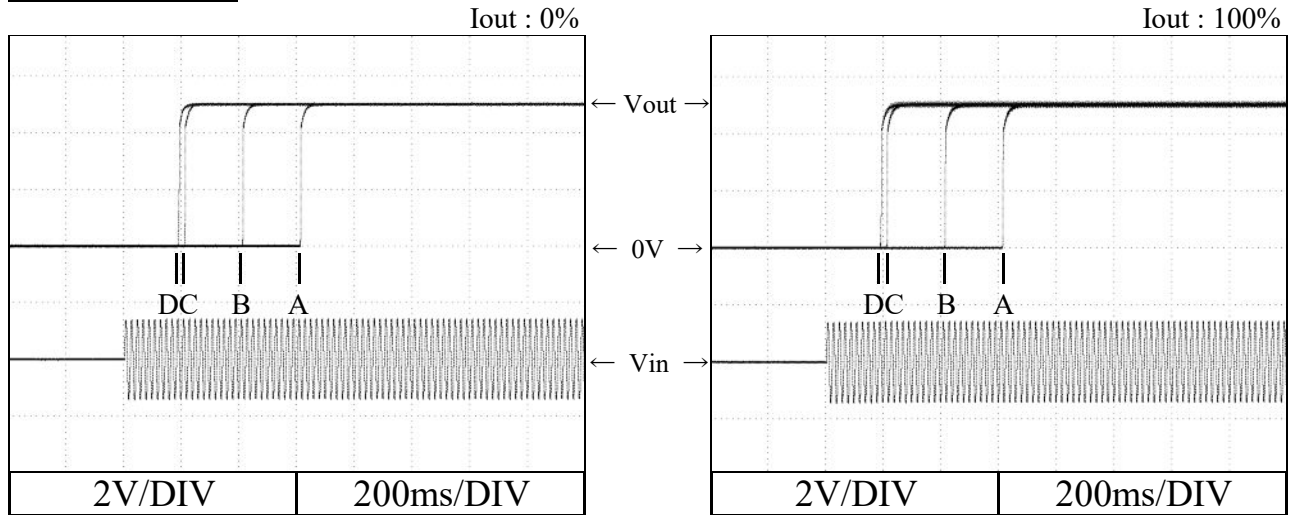 Iout : 0%
Iout : 100%
← Vout →
← 0V →
DC B A
DC B A
← Vin →
2V/DIV 200ms/DIV
2V/DIV 200ms/DIV